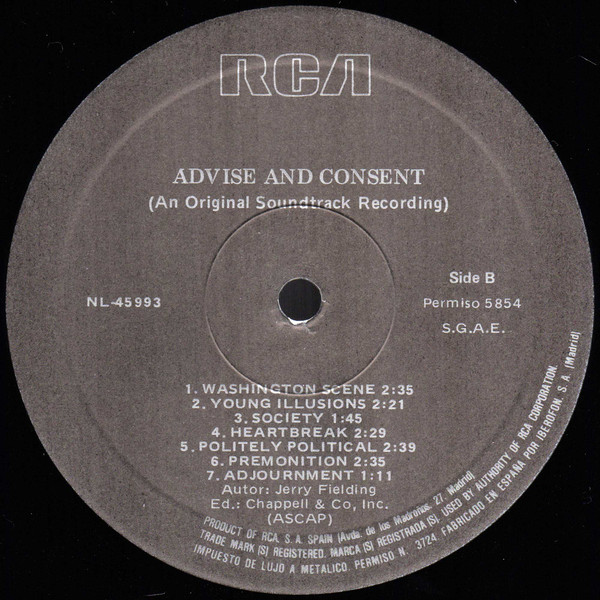 RCA
ADVISE AND CONSENT
(An Original Soundtrack Recording)
Side B
NL-45993
Permiso 5854
S.G.A.E.
1. WASHINGTON SCENE 2:35
2. YOUNG ILLUSIONS 2:21
3. SOCIETY 1:45
4. HEARTBREAK 2:29
5. POLITELY POLITICAL 2:39
6. PREMONITION 2:35
7. ADJOURNMENT 1:11
Autor: Jerry Fielding
Ed.: Chappell & Co, Inc.
(ASCAP)
PRODUCT OF RCA. S. A. SPAIN (Avda. de los Madroños, 27. Madrid)
TRADE MARK (S) REGISTERED. MARCA (S) REGISTRADA (S). USED BY AUTHORITY OF RCA CORPORATION.
IMPUESTO DE LUJO A METALICO. PERMISO N. 3724. FABRICADO EN ESPAÑA POR IBEROFON. S. A. (Madrid)